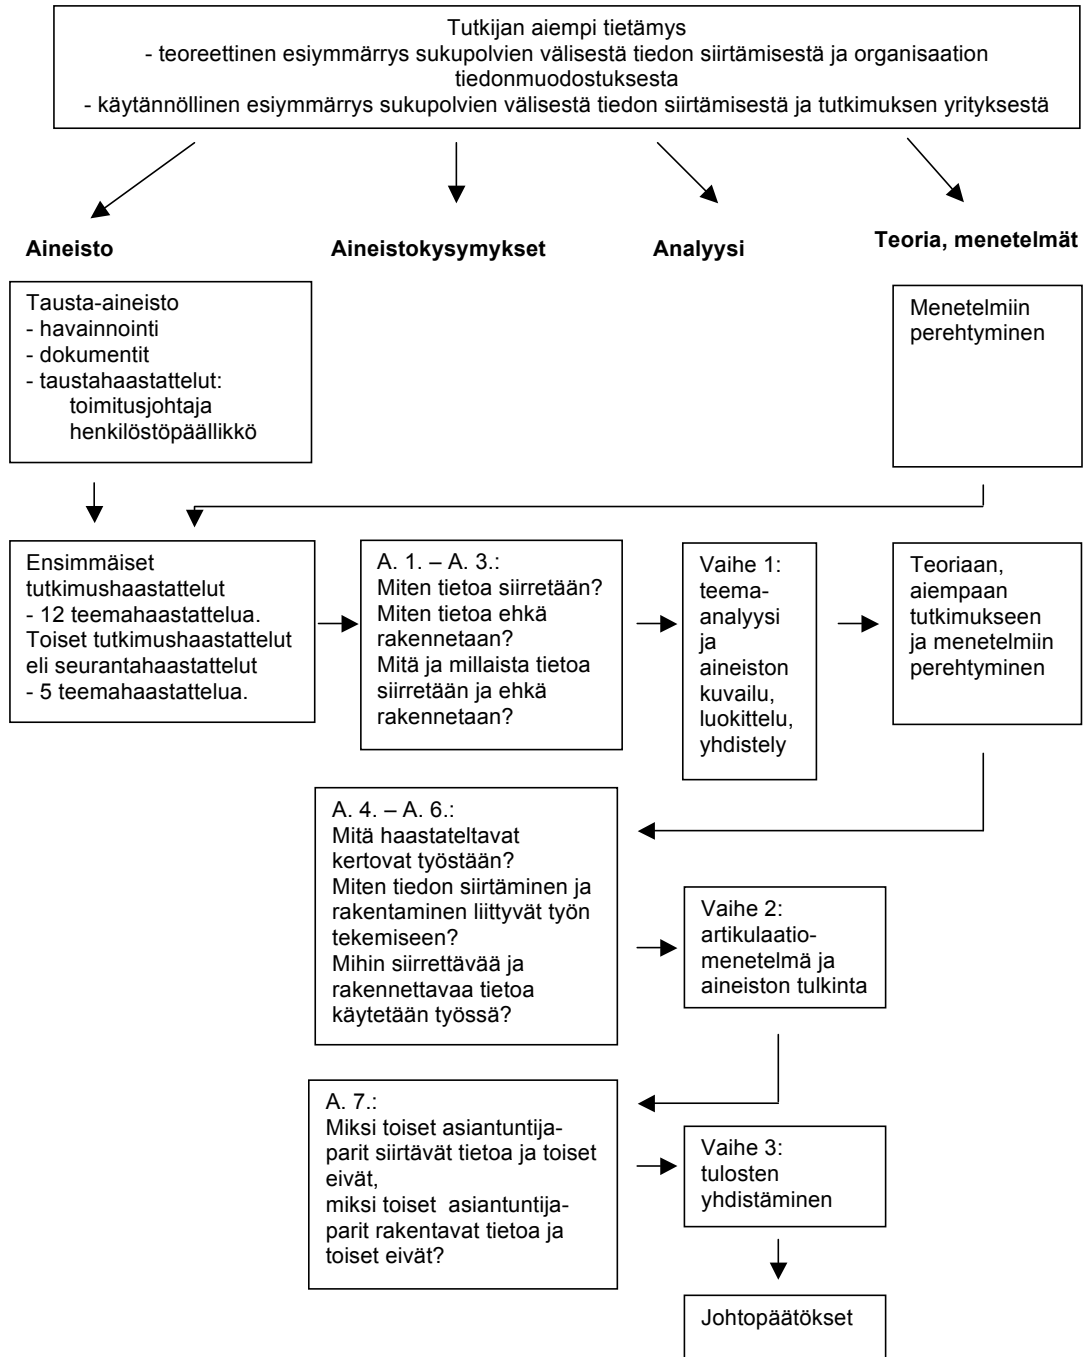 Tutkijan aiempi tietämys
- teoreettinen esiymmärrys sukupolvien välisestä tiedon siirtämisestä ja organisaation
tiedonmuodostuksesta
- käytännöllinen esiymmärrys sukupolvien välisestä tiedon siirtämisestä ja tutkimuksen yrityksestä
Aineisto
Aineistokysymykset
Analyysi
Teoria, menetelmät
Tausta-aineisto
- havainnointi
- dokumentit
- taustahaastattelut:
toimitusjohtaja
henkilöstöpäällikkö
Menetelmiin
perehtyminen
Ensimmäiset
tutkimushaastattelut
- 12 teemahaastattelua.
Toiset tutkimushaastattelut
eli seurantahaastattelut
- 5 teemahaastattelua.
A. 1. – A. 3.:
Miten tietoa siirretään?
Miten tietoa ehkä
rakennetaan?
Mitä ja millaista tietoa
siirretään ja ehkä
rakennetaan?
Vaihe 1:
teema-
analyysi
ja
aineiston
kuvailu,
luokittelu,
yhdistely
Teoriaan,
aiempaan
tutkimukseen
ja menetelmiin
perehtyminen
A. 4. – A. 6.:
Mitä haastateltavat
kertovat työstään?
Miten tiedon siirtäminen ja
rakentaminen liittyvät työn
tekemiseen?
Mihin siirrettävää ja
rakennettavaa tietoa
käytetään työssä?
Vaihe 2:
artikulaatio-
menetelmä ja
aineiston tulkinta
A. 7.:
Miksi toiset asiantuntija-
parit siirtävät tietoa ja toiset
eivät,
miksi toiset asiantuntija-
parit rakentavat tietoa ja
toiset eivät?
Vaihe 3:
tulosten
yhdistäminen
Johtopäätökset